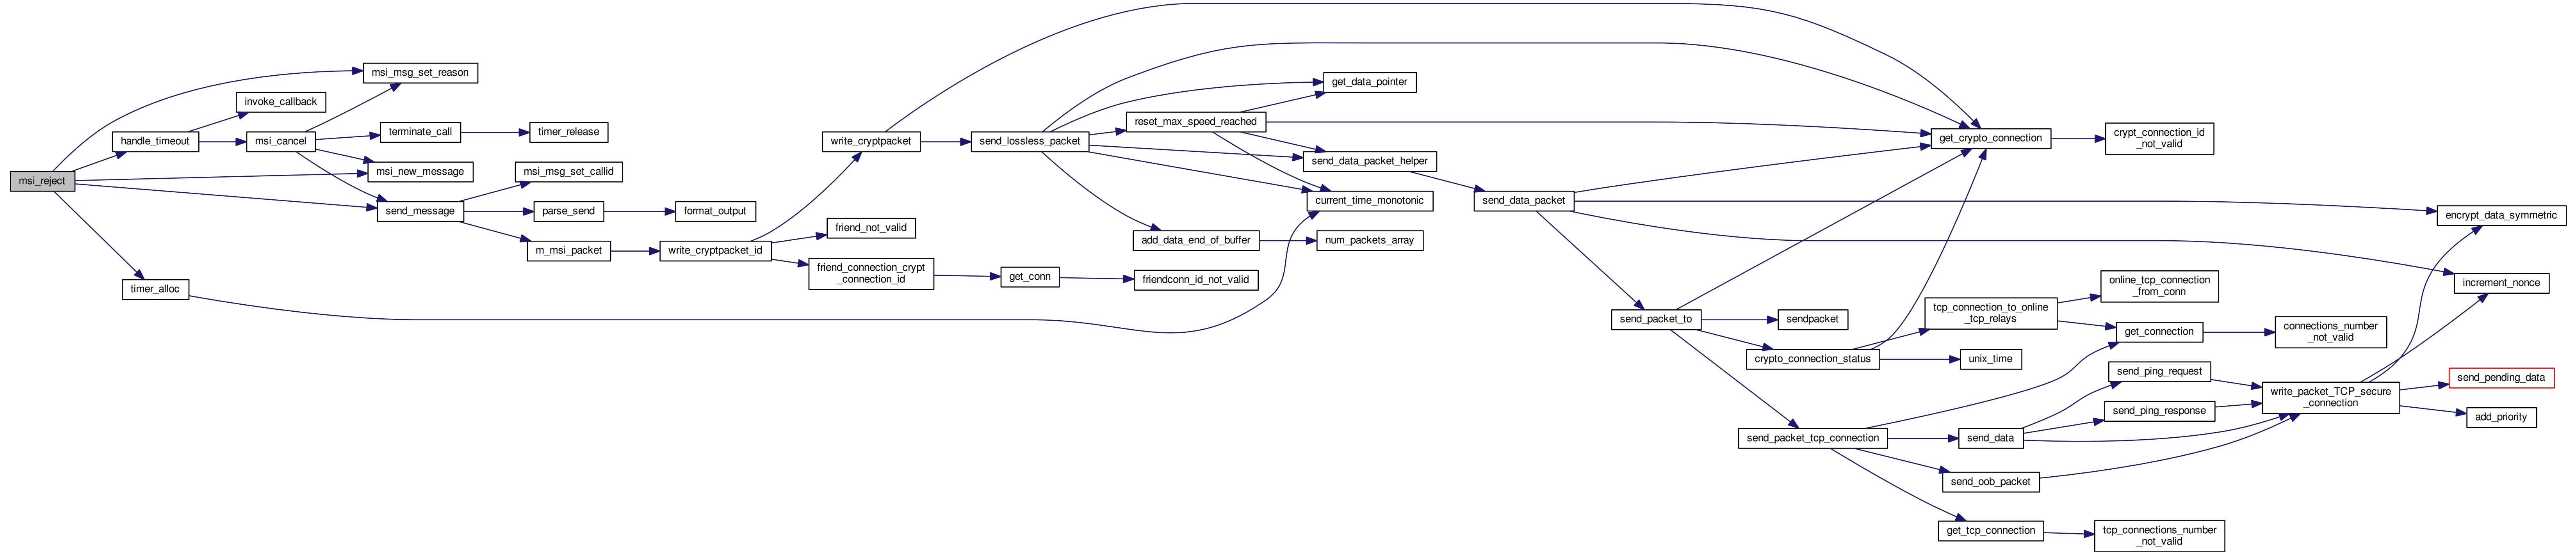 msi_reject
handle_timeout
timer_alloc
invoke_callback
msi_cancel
msi_msg_set_reason
terminate_call
msi_new_message
send_message
timer_release
msi_msg_set_callid
parse_send
m_msi_packet
format_output
write_cryptpacket_id
write_cryptpacket
friend_not_valid
friend_connection_crypt
_connection_id
send_lossless_packet
get_conn
reset_max_speed_reached
add_data_end_of_buffer
friendconn_id_not_valid
get_data_pointer
send_data_packet_helper
current_time_monotonic
num_packets_array
send_data_packet
send_packet_to
sendpacket
crypto_connection_status
send_packet_tcp_connection
get_crypto_connection
tcp_connection_to_online
_tcp_relays
unix_time
send_data
send_oob_packet
get_tcp_connection
crypt_connection_id
_not_valid
online_tcp_connection
_from_conn
get_connection
send_ping_request
send_ping_response
tcp_connections_number
_not_valid
connections_number
_not_valid
write_packet_TCP_secure
_connection
encrypt_data_symmetric
increment_nonce
send_pending_data
add_priority